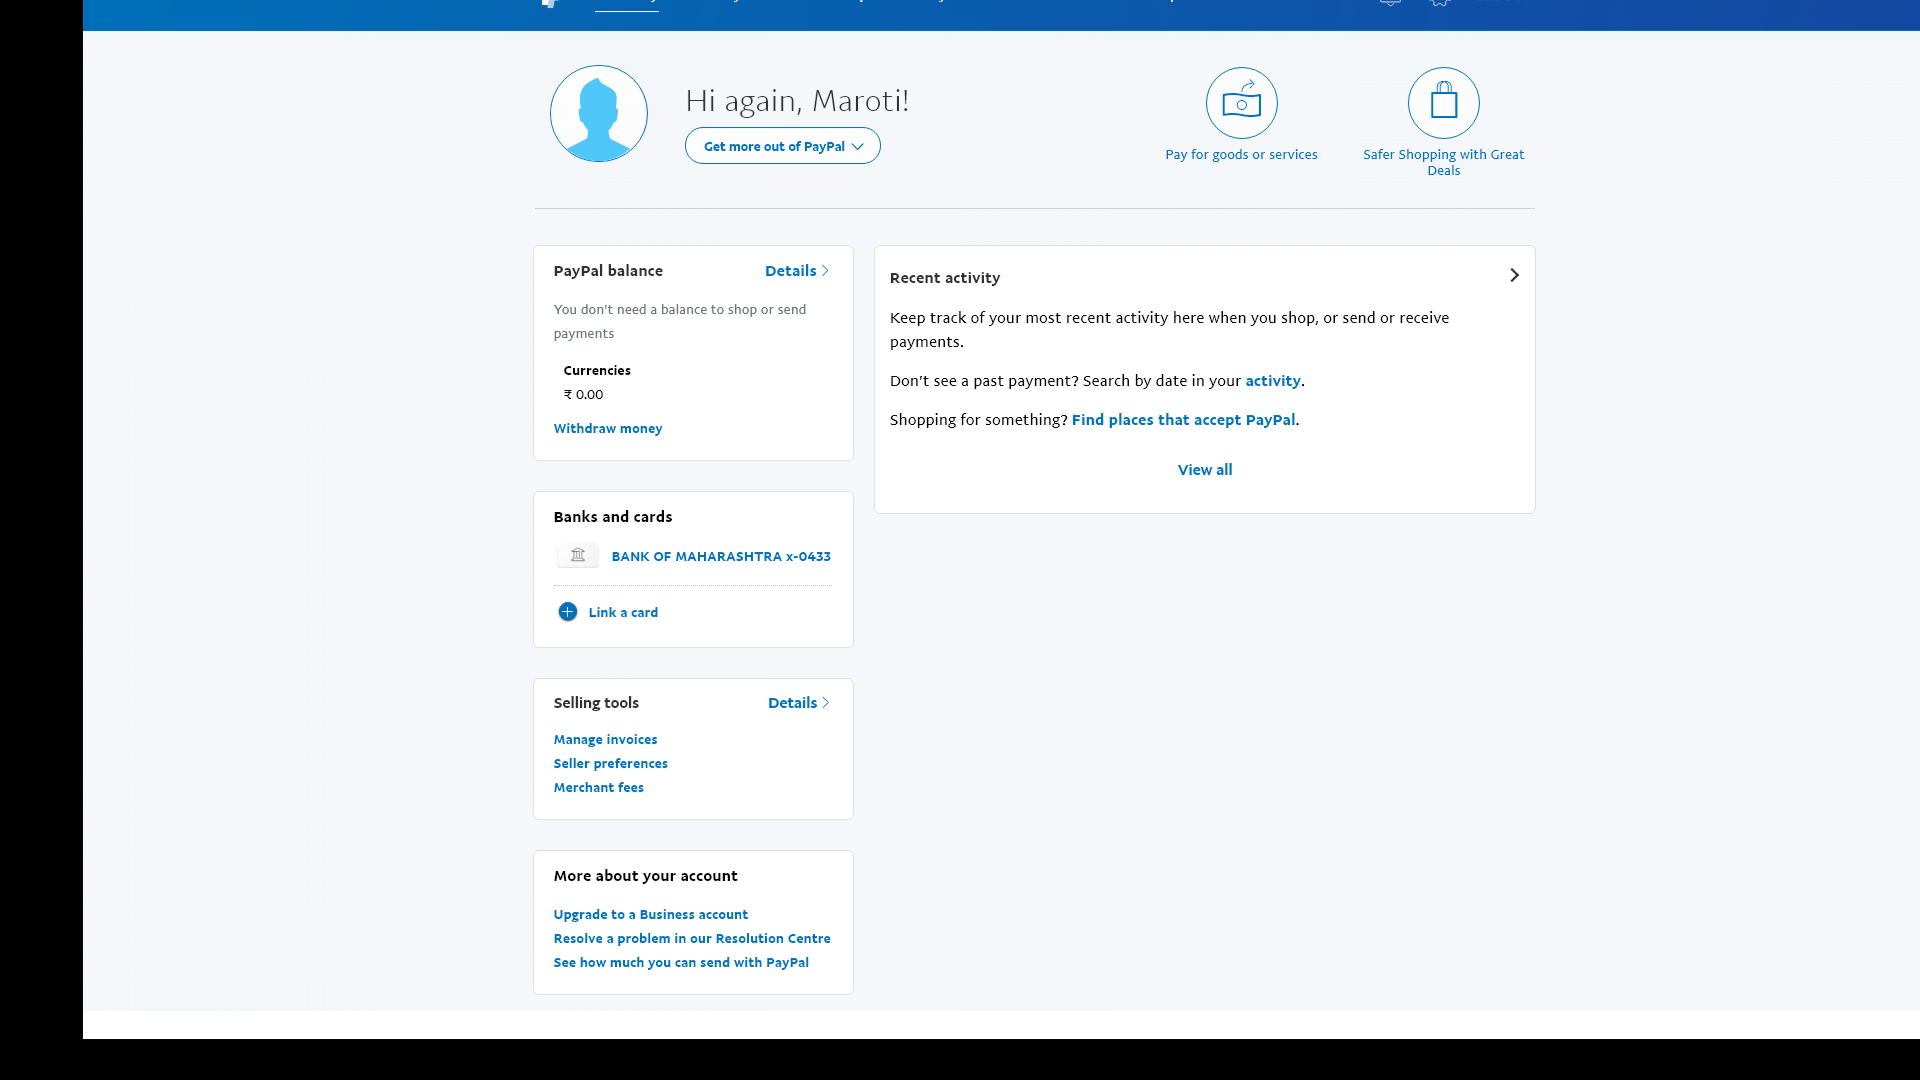 Hi again, Maroti!
Get more out of PayPal
Pay for goods or services
Safer Shopping with Great
Deals
PayPal balance
Details
You don't need a balance to shop or send
payments
Currencies
₹ 0.00
Withdraw money
Recent activity
Keep track of your most recent activity here when you shop, or send or receive
payments.
Don't see a past payment? Search by date in your activity.
Shopping for something? Find places that accept PayPal.
View all
Banks and cards
BANK OF MAHARASHTRA x-0433
Link a card
Selling tools
Details
Manage invoices
Seller preferences
Merchant fees
More about your account
Upgrade to a Business account
Resolve a problem in our Resolution Centre
See how much you can send with PayPal